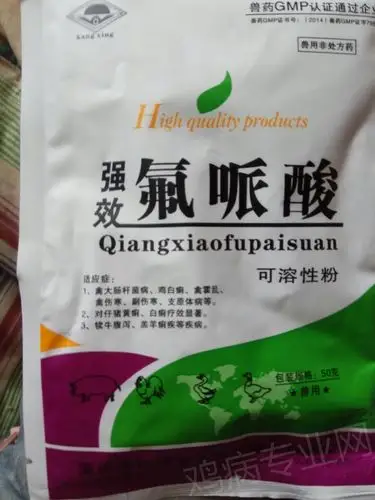 KANG XING
兽药GMP认证通过企
兽药GMP证书号:(2014)兽药GMP字
兽用非处方药
High quality products
强效
氟哌酸
Qiangxiaofupaisuan
可溶性粉
适应症:
1、禽大肠杆菌病、鸡白痢、禽霍乱、
禽伤寒、副伤寒、支原体病等。
2、对仔猪黄痢、白痢疗效显著。
3、犊牛腹泻、羔羊痢疾等疾病。
包装规格:50克
★兽用★
鸡病专业网